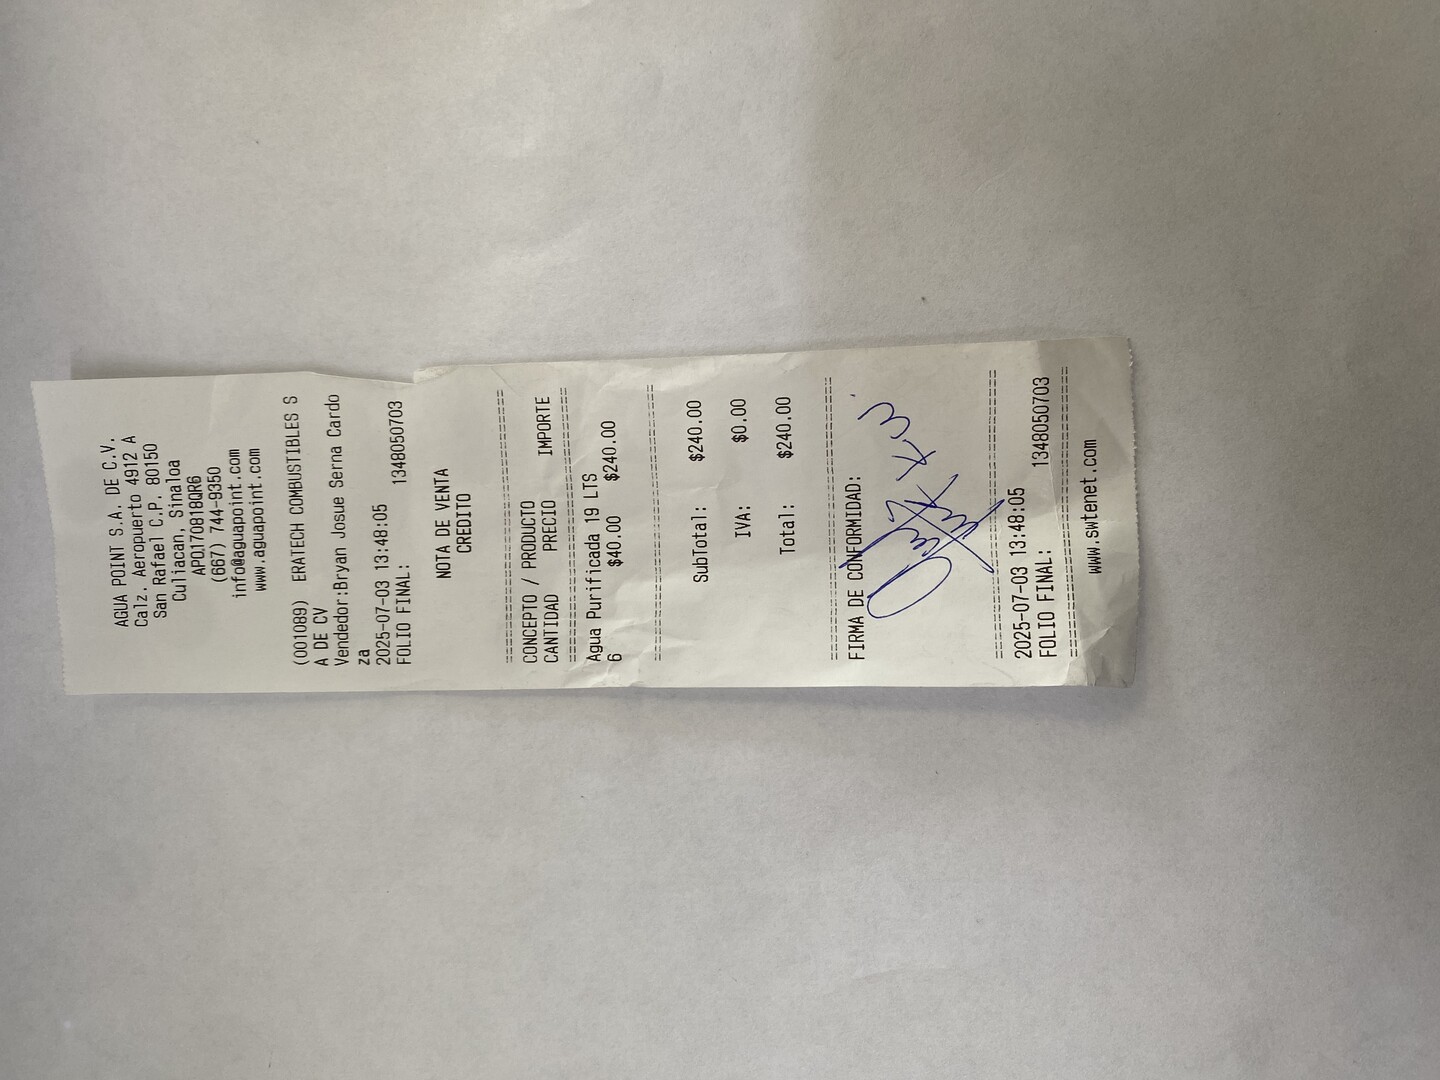 AGUA POINT S.A. DE C.V.
Calz. Aeropuerto 4912 A
San Rafael C.P. 80150
Culiacan, Sinaloa
APO170818QR6
(667) 744-9350
info@aguapoint.com
www.aguapoint.com
(001089) ERATECH COMBUSTIBLES S
A DE CV
Vendedor:Bryan Josue Serna Cardo
za
2025-07-03 13:48:05
FOLIO FINAL: 1348050703
NOTA DE VENTA
CREDITO
===============================
CONCEPTO / PRODUCTO
CANTIDAD PRECIO IMPORTE
===============================
Agua Purificada 19 LTS
6 $40.00 $240.00
===============================
SubTotal: $240.00
IVA: $0.00
Total: $240.00
===============================
FIRMA DE CONFORMIDAD:
===============================
2025-07-03 13:48:05
FOLIO FINAL: 1348050703
===============================
www.swtenet.com